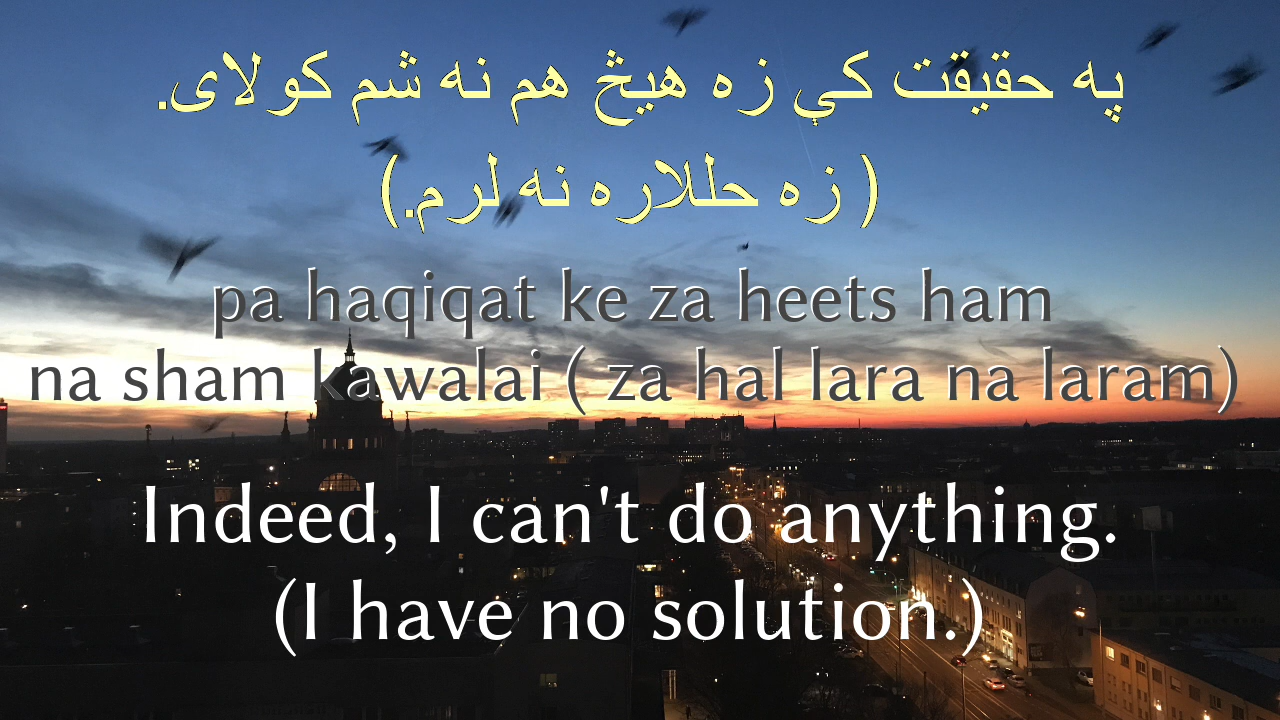 په حقيقت کې زه هيڅ هم نه شم کولای.
( زه حللاره نه لرم.)
pa haqiqat ke za heets ham
na sham kawalai ( za hal lara na laram)
Indeed, I can't do anything.
(I have no solution.)